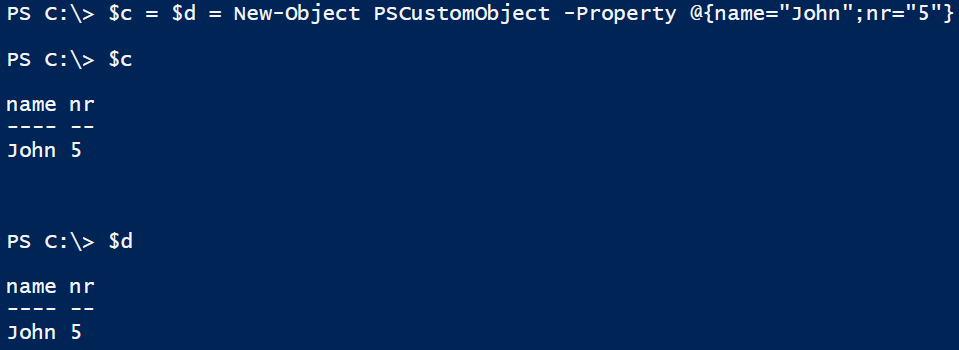 PS C:\> $c = $d = New-Object PSCustomObject -Property @{name="John";nr="5"}
PS C:\> $c
name nr
---- --
John 5
PS C:\> $d
name nr
---- --
John 5